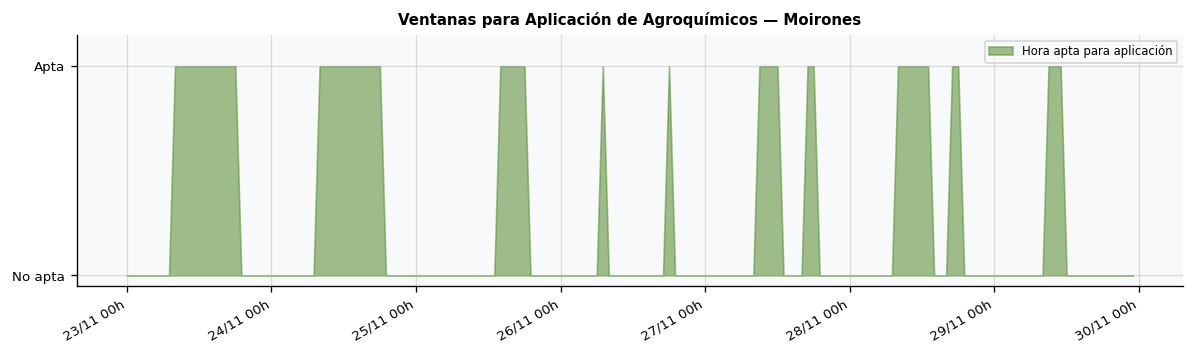 Ventanas para Aplicación de Agroquímicos — Moirones
Hora apta para aplicación
Apta
No apta
23/11 00h
24/11 00h
25/11 00h
26/11 00h
27/11 00h
28/11 00h
29/11 00h
30/11 00h